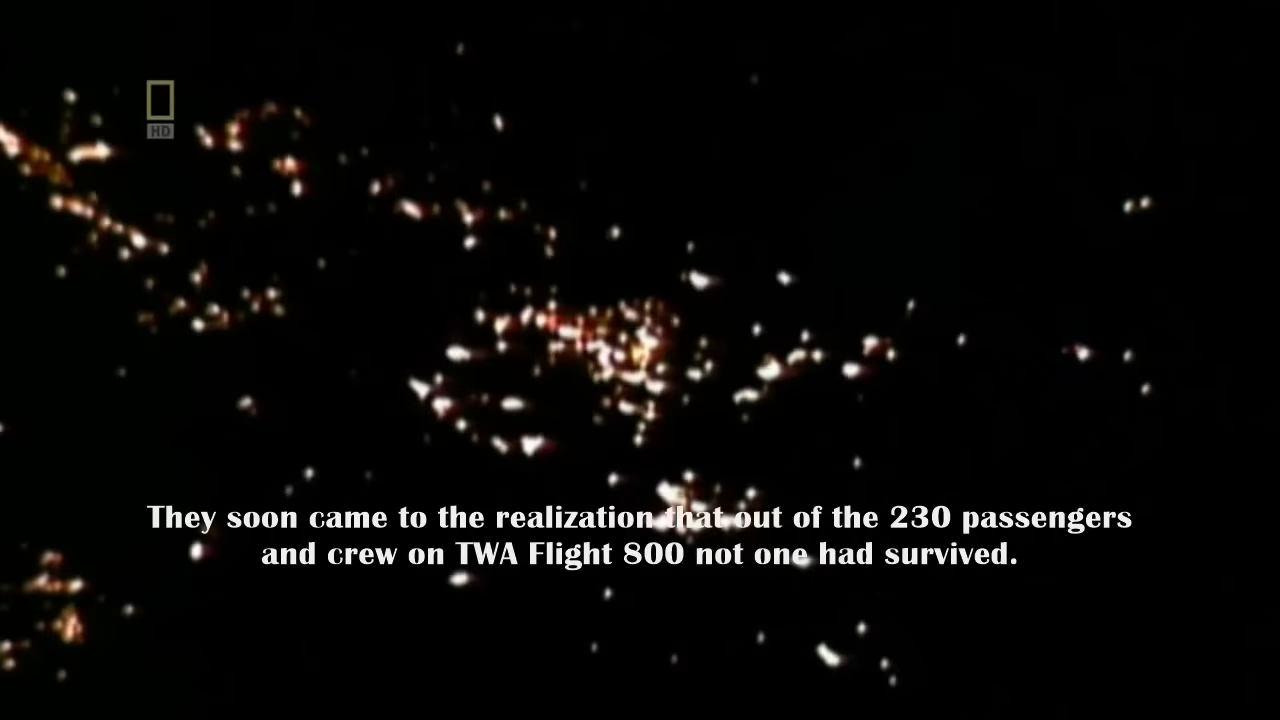 HD
They soon came to the realization that out of the 230 passengers
and crew on TWA Flight 800 not one had survived.